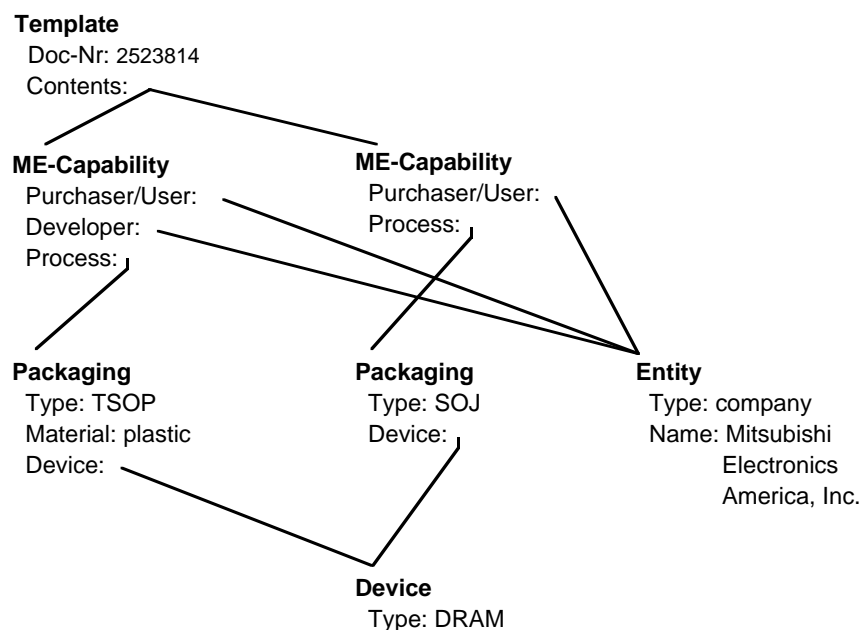 Template
Doc-Nr: 2523814
Contents:
ME-Capability
Purchaser/User:
Developer:
Process:
ME-Capability
Purchaser/User:
Process:
Packaging
Type: TSOP
Material: plastic
Device:
Packaging
Type: SOJ
Device:
Entity
Type: company
Name: Mitsubishi
Electronics
America, Inc.
Device
Type: DRAM